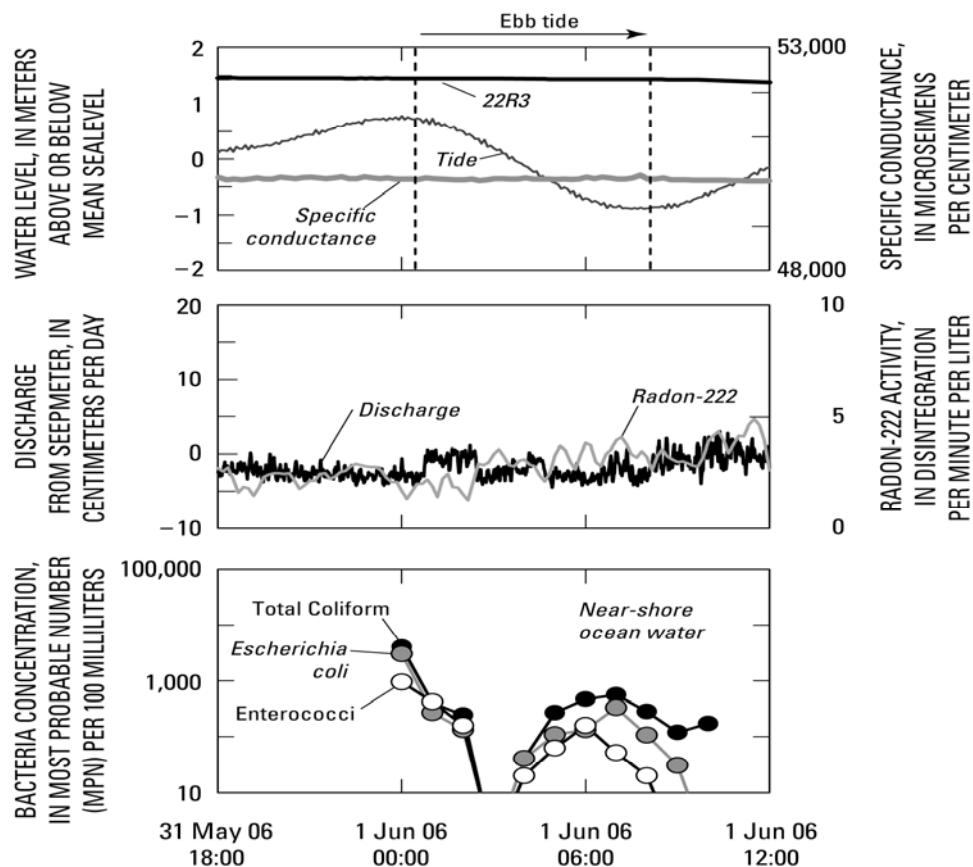 Ebb tide
WATER LEVEL, IN METERS
ABOVE OR BELOW
MEAN SEALEVEL
2
1
0
−1
−2
22R3
Tide
Specific
conductance
53,000
48,000
SPECIFIC CONDUCTANCE,
IN MICROSEIMENS
PER CENTIMETER
DISCHARGE
FROM SEEPMETER, IN
CENTIMETERS PER DAY
20
10
0
−10
Discharge
Radon-222
10
5
0
RADON-222 ACTIVITY,
IN DISINTEGRATION
PER MINUTE PER LITER
BACTERIA CONCENTRATION,
IN MOST PROBABLE NUMBER
(MPN) PER 100 MILLILITERS
100,000
1,000
10
Total Coliform
Escherichia
coli
Enterococci
Near-shore
ocean water
31 May 06
18:00
1 Jun 06
00:00
1 Jun 06
06:00
1 Jun 06
12:00